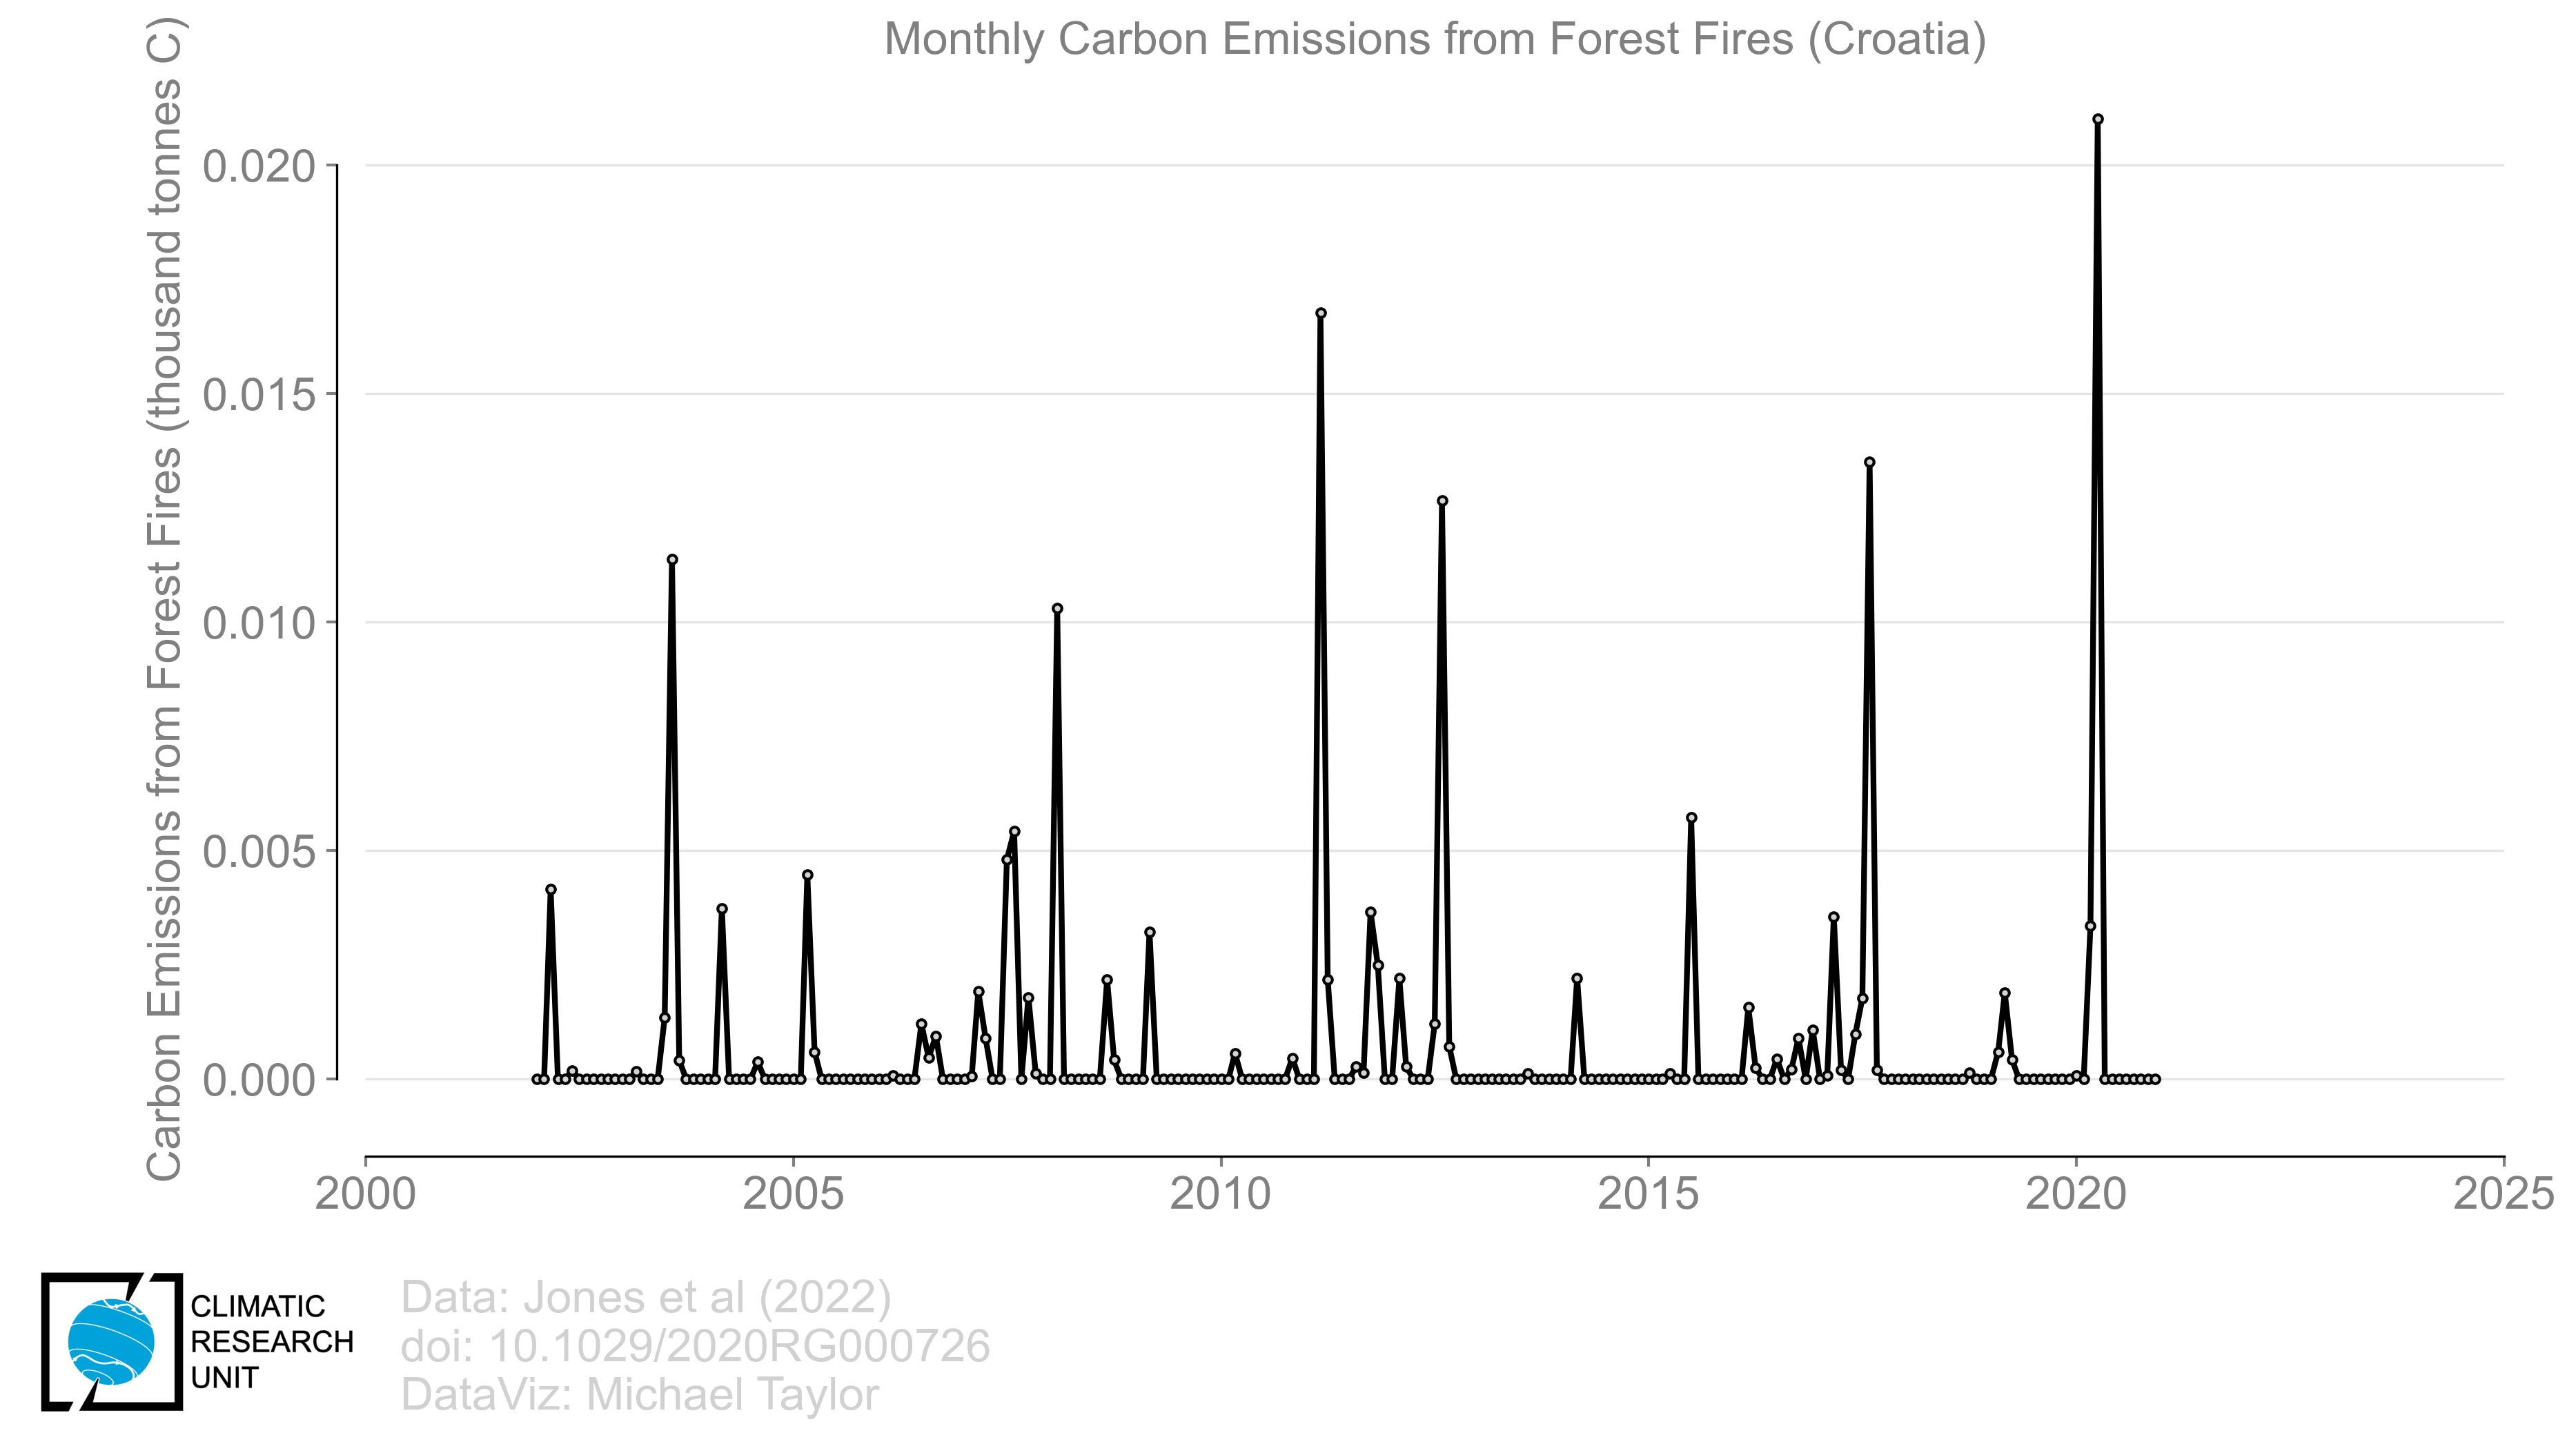 Monthly Carbon Emissions from Forest Fires (Croatia)
Carbon Emissions from Forest Fires (thousand tonnes C)
0.020
0.015
0.010
0.005
0.000
2000
2005
2010
2015
2020
2025
CLIMATIC
RESEARCH
UNIT
Data: Jones et al (2022)
doi: 10.1029/2020RG000726
DataViz: Michael Taylor